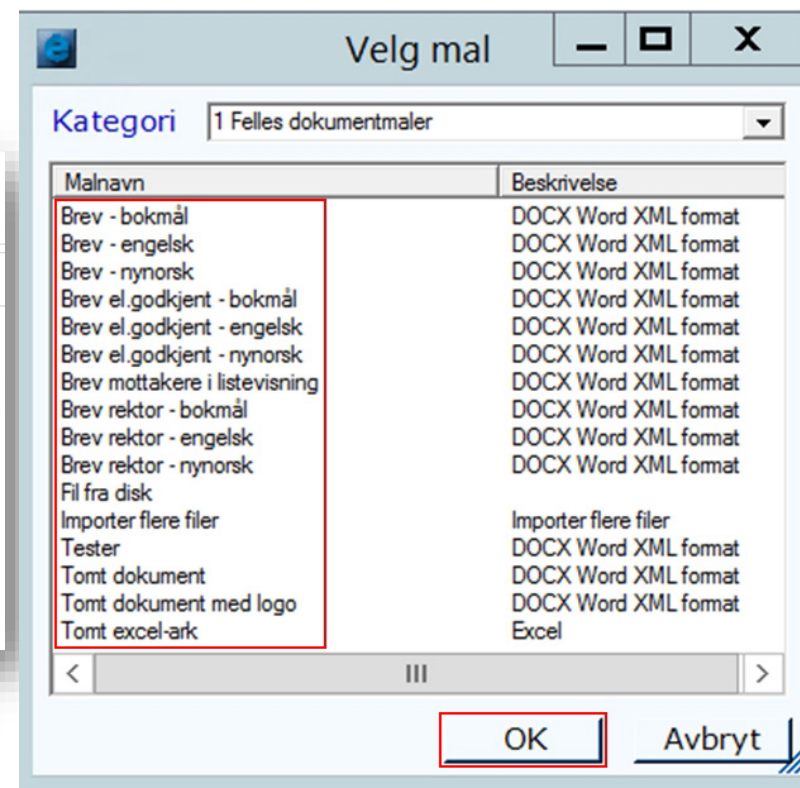 Velg mal
Kategori 1 Felles dokumentmaler
Malnavn Beskrivelse
Brev - bokmål DOCX Word XML format
Brev - engelsk DOCX Word XML format
Brev - nynorsk DOCX Word XML format
Brev el.godkjent - bokmål DOCX Word XML format
Brev el.godkjent - engelsk DOCX Word XML format
Brev el.godkjent - nynorsk DOCX Word XML format
Brev mottakere i listevisning DOCX Word XML format
Brev rektor - bokmål DOCX Word XML format
Brev rektor - engelsk DOCX Word XML format
Brev rektor - nynorsk DOCX Word XML format
Fil fra disk
Importer flere filer Importer flere filer
Tester DOCX Word XML format
Tomt dokument DOCX Word XML format
Tomt dokument med logo DOCX Word XML format
Tomt excel-ark Excel
OK Avbryt